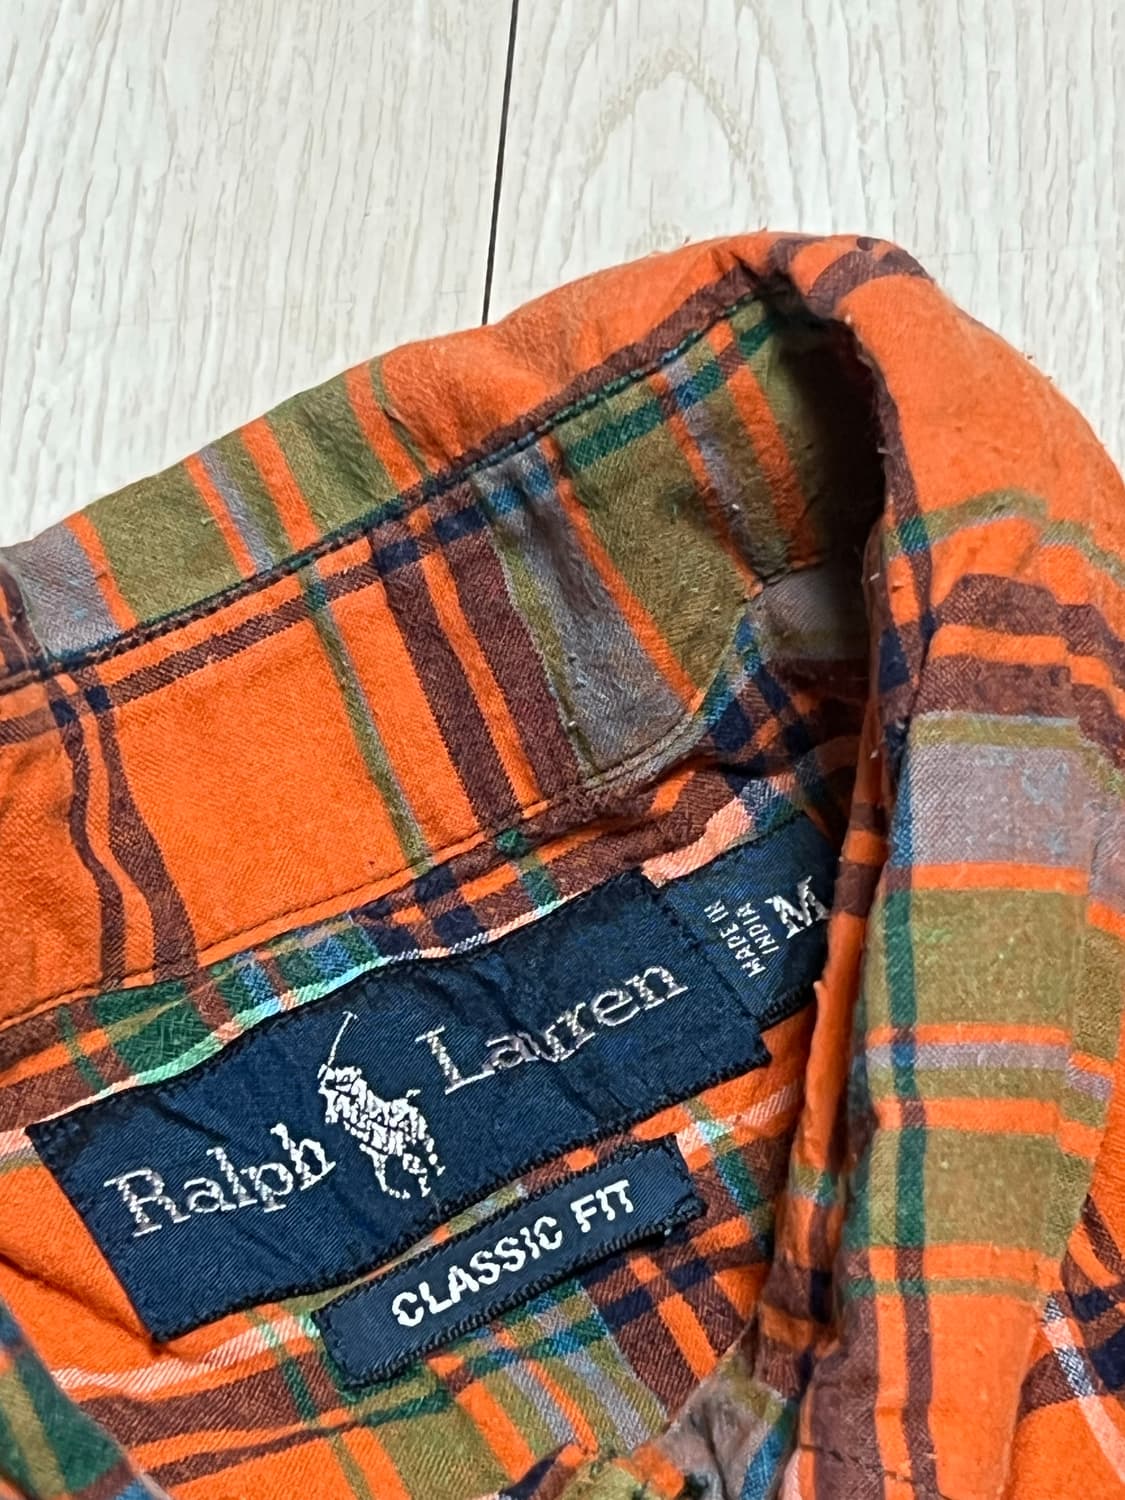 Ralph Lauren
MADE IN
INDIA
M
CLASSIC FIT